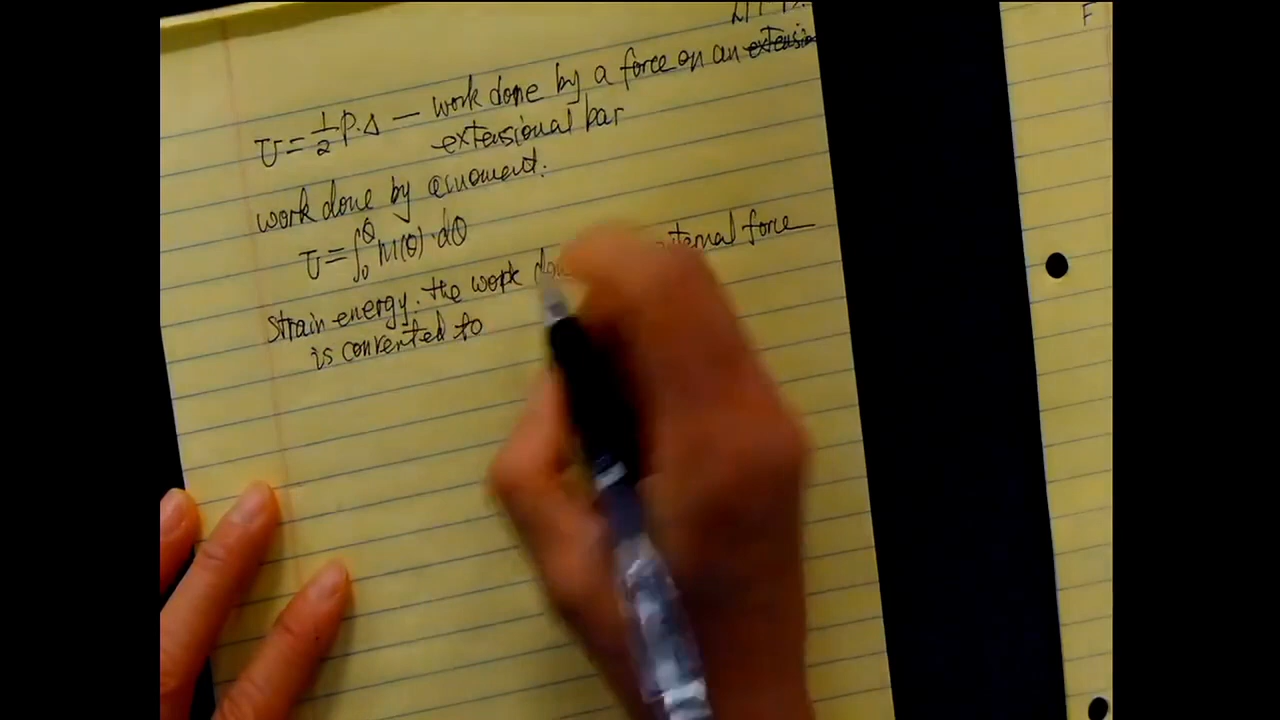 U = 1/2 P·Δ — work done by a force on an
extensional bar
work done by a moment.
U = ∫₀^θ M(θ)·dθ
Strain energy. the work force
is converted to
F